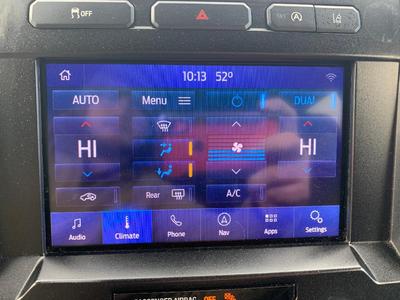 OFF
10:13 52°
AUTO Menu DUAL
HI HI
Rear A/C
Audio Climate Phone Nav Apps Settings
PASSENGER AIRBAG OFF